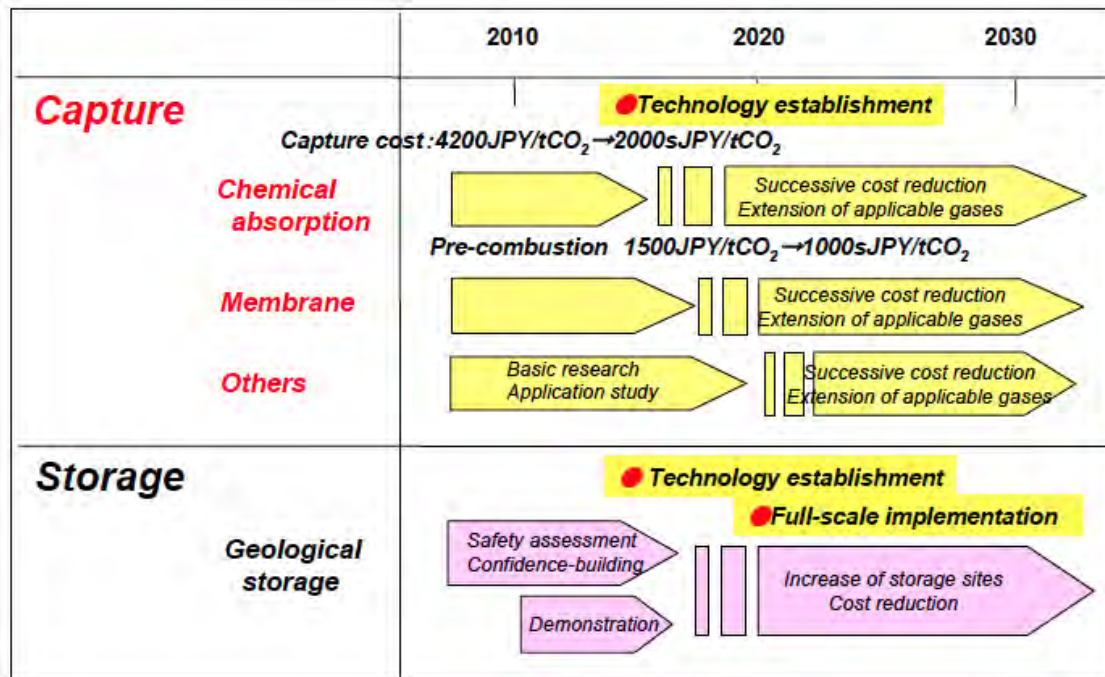 2010 2020 2030
Capture
Technology establishment
Capture cost:4200JPY/tCO₂→2000sJPY/tCO₂
Chemical
absorption
Successive cost reduction
Extension of applicable gases
Pre-combustion 1500JPY/tCO₂→1000sJPY/tCO₂
Membrane
Successive cost reduction
Extension of applicable gases
Others
Basic research
Application study
Successive cost reduction
Extension of applicable gases
Storage
Technology establishment
Full-scale implementation
Geological
storage
Safety assessment
Confidence-building
Demonstration
Increase of storage sites
Cost reduction